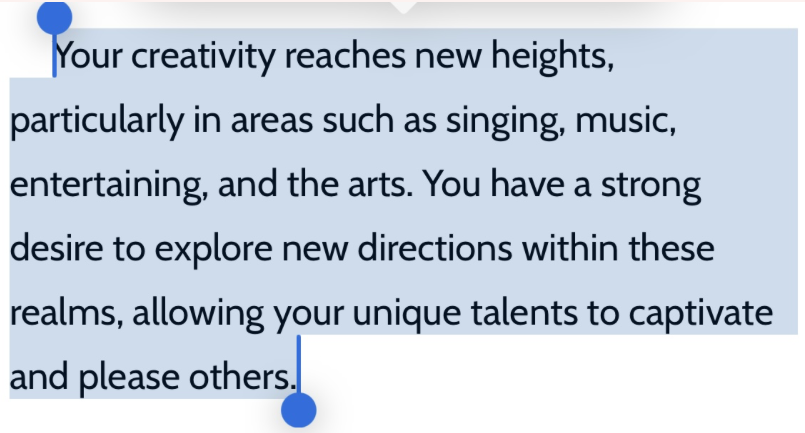 Your creativity reaches new heights,
particularly in areas such as singing, music,
entertaining, and the arts. You have a strong
desire to explore new directions within these
realms, allowing your unique talents to captivate
and please others.